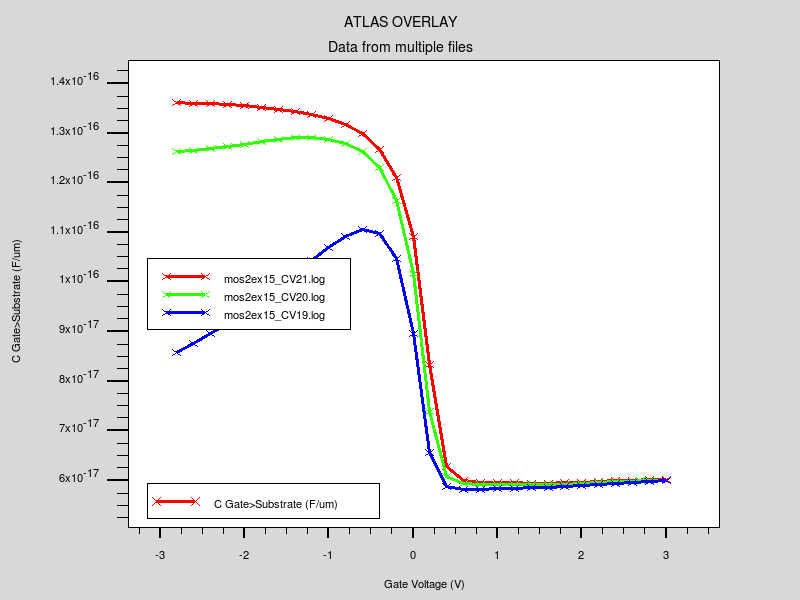 ATLAS OVERLAY
Data from multiple files
1.4x10-16
1.3x10-16
1.2x10-16
1.1x10-16
1x10-16
9x10-17
8x10-17
7x10-17
6x10-17
C Gate>Substrate (F/um)
mos2ex15_CV21.log
mos2ex15_CV20.log
mos2ex15_CV19.log
C Gate>Substrate (F/um)
-3 -2 -1 0 1 2 3
Gate Voltage (V)